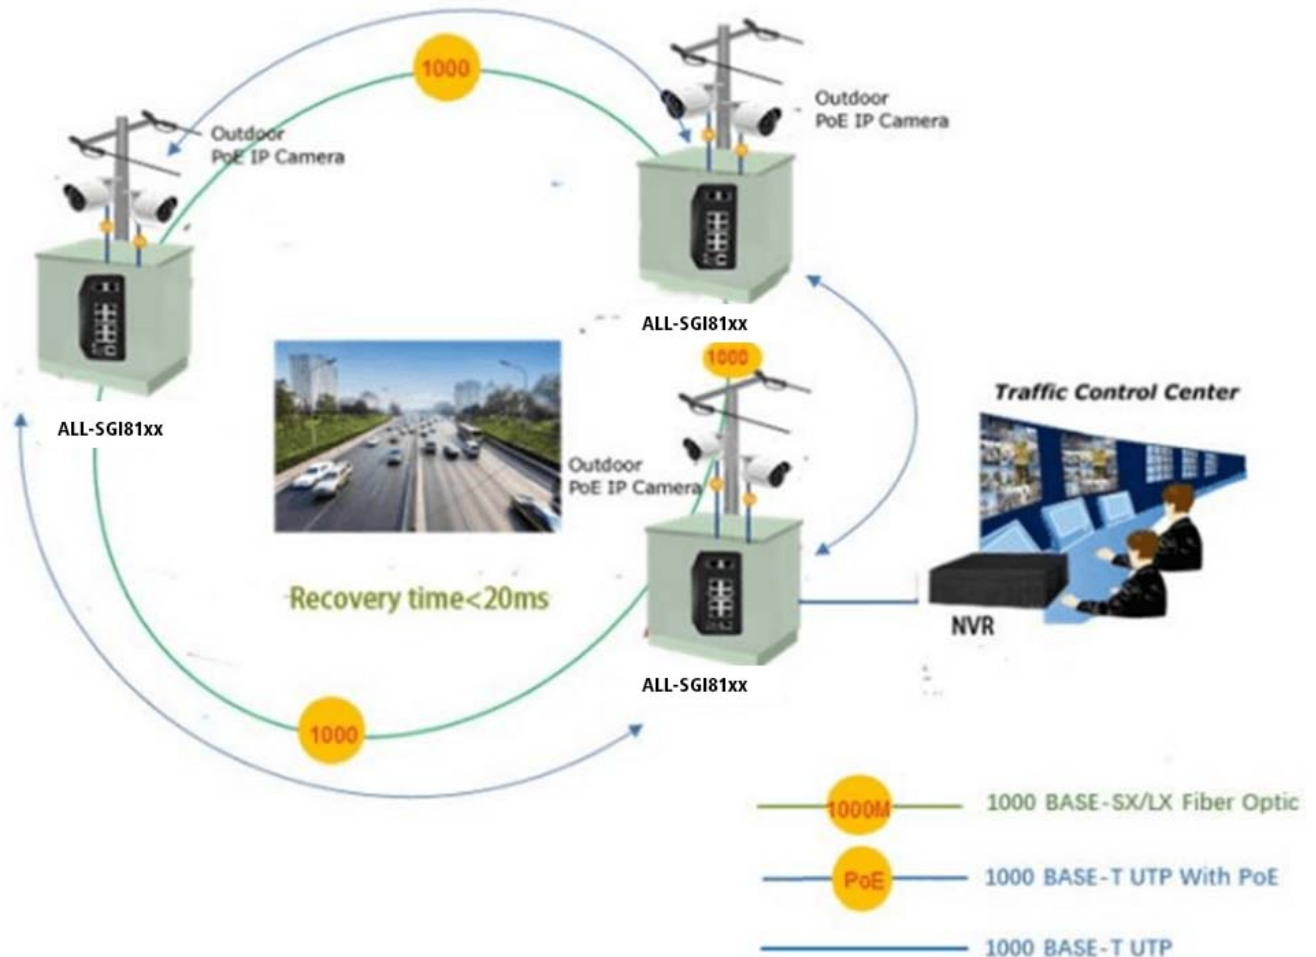 1000
Outdoor
PoE IP Camera
Outdoor
PoE IP Camera
ALL-SGI81xx
1000
ALL-SGI81xx
Traffic Control Center
Outdoor
PoE IP Camera
Recovery time<20ms
NVR
ALL-SGI81xx
1000
1000M
1000 BASE-SX/LX Fiber Optic
PoE
1000 BASE-T UTP With PoE
1000 BASE-T UTP